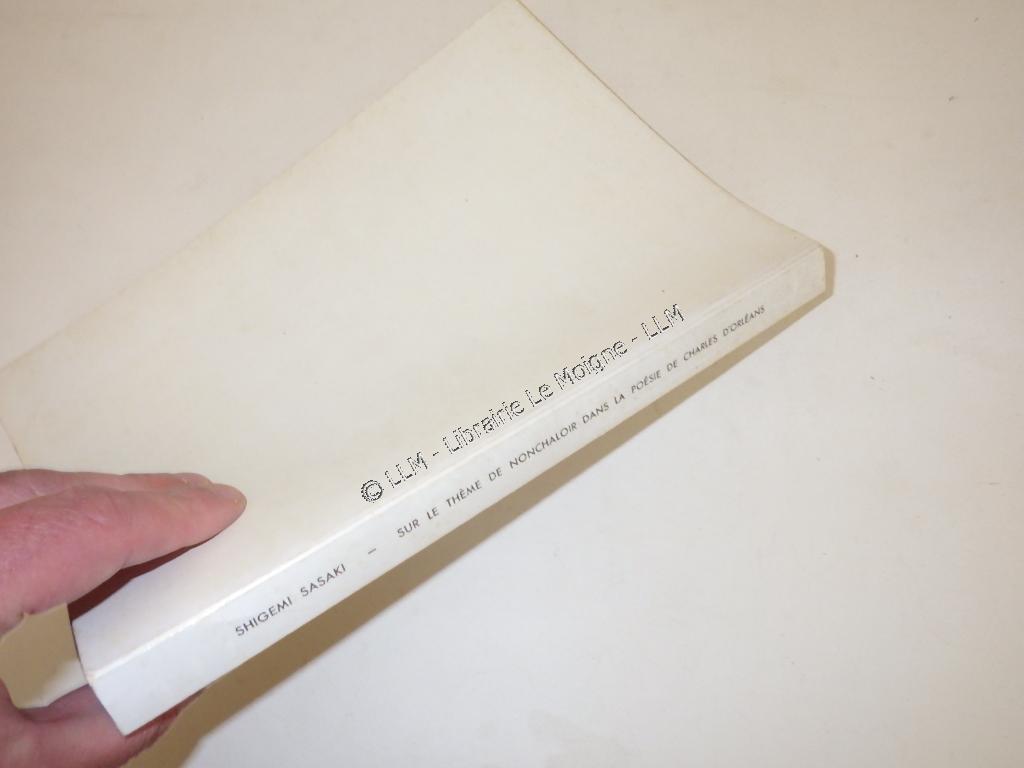 © LLM - Librairie Le Moigne - LLM
SHIGEMI SASAKI – SUR LE THÈME DE NONCHALOIR DANS LA POÉSIE DE CHARLES D'ORLÉANS